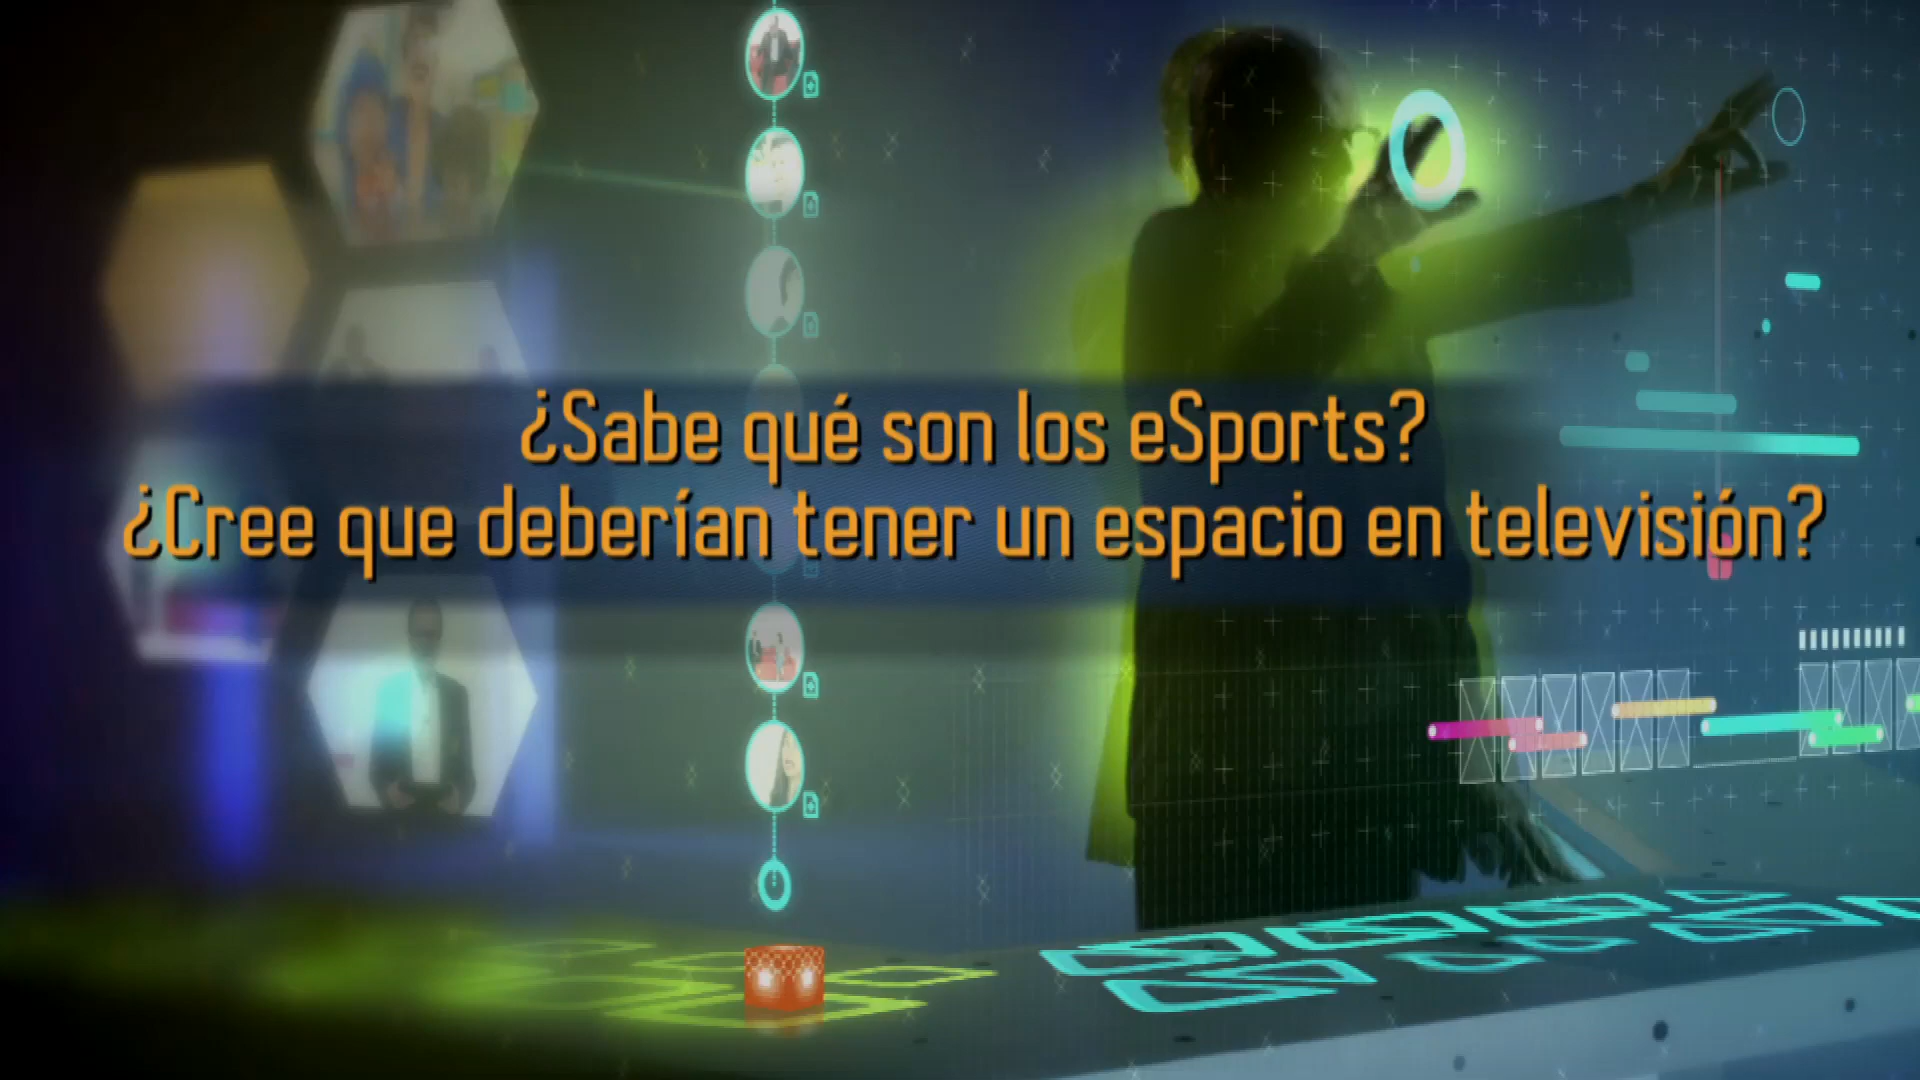 ¿Sabe qué son los eSports?
¿Cree que deberían tener un espacio en televisión?